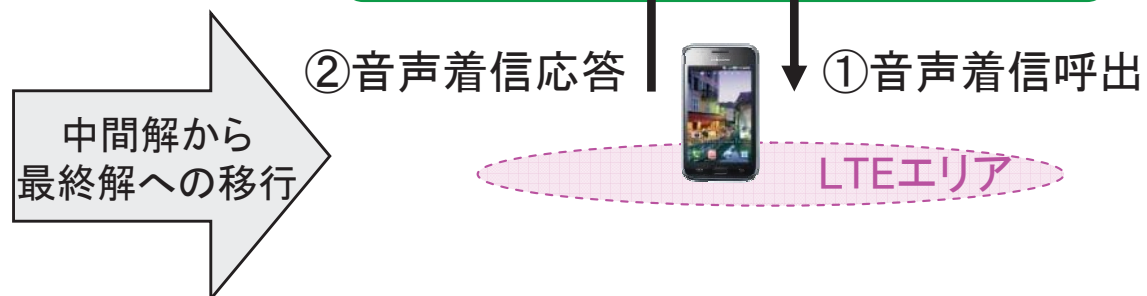 ②音声着信応答
①音声着信呼出
中間解から
最終解への移行
LTEエリア